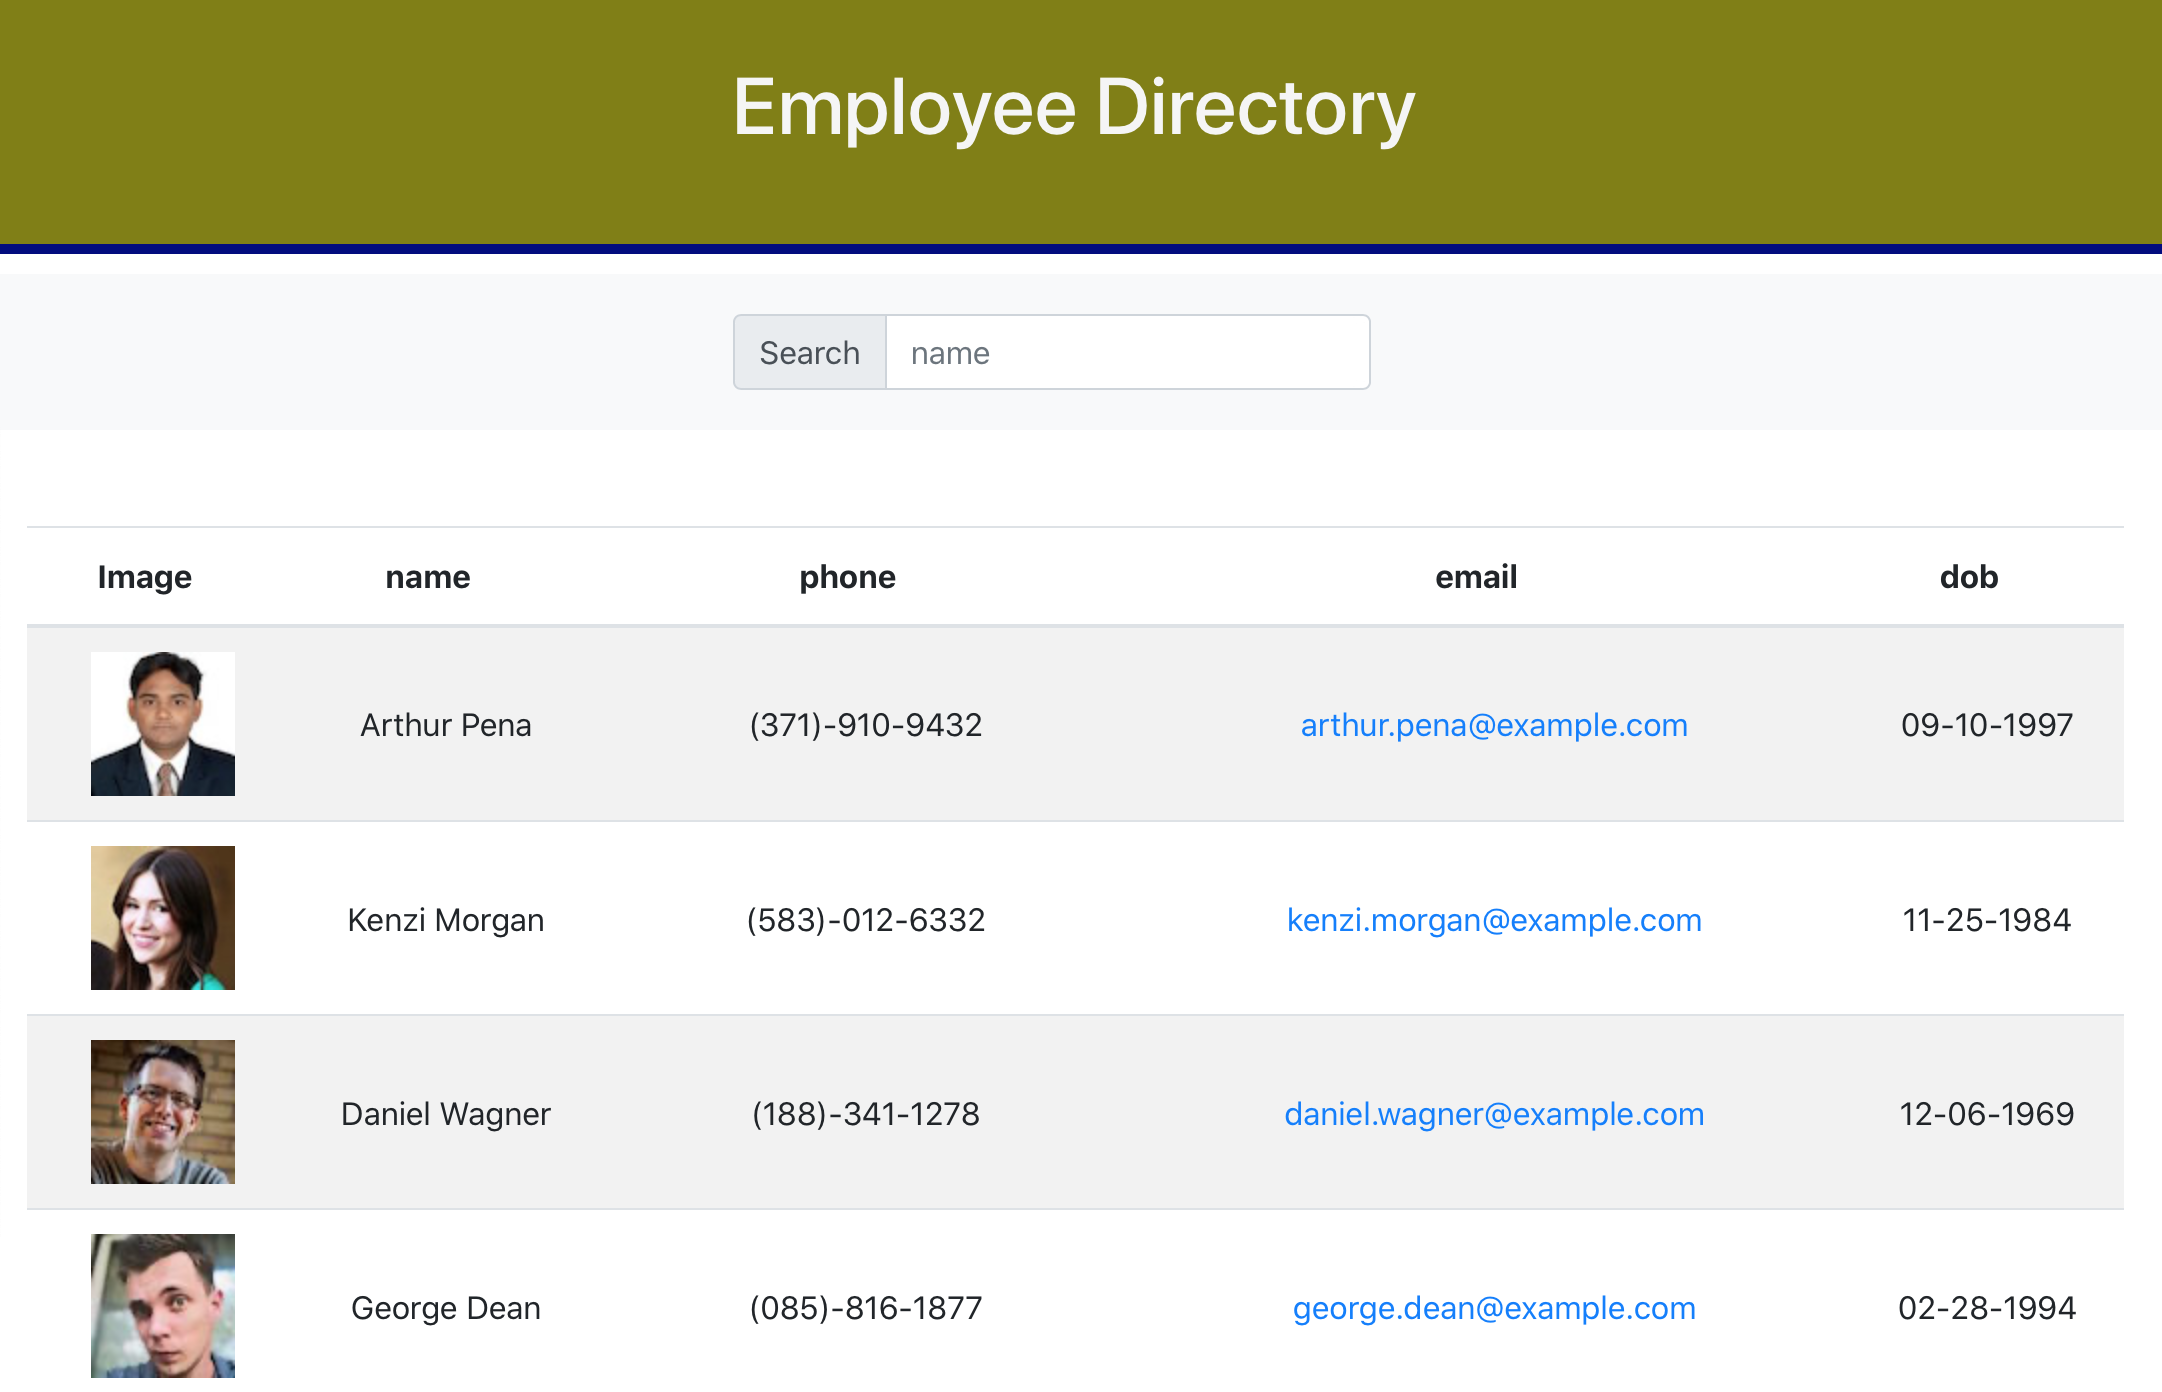 Employee Directory
Search name
Image name phone email dob
Arthur Pena (371)-910-9432 arthur.pena@example.com 09-10-1997
Kenzi Morgan (583)-012-6332 kenzi.morgan@example.com 11-25-1984
Daniel Wagner (188)-341-1278 daniel.wagner@example.com 12-06-1969
George Dean (085)-816-1877 george.dean@example.com 02-28-1994